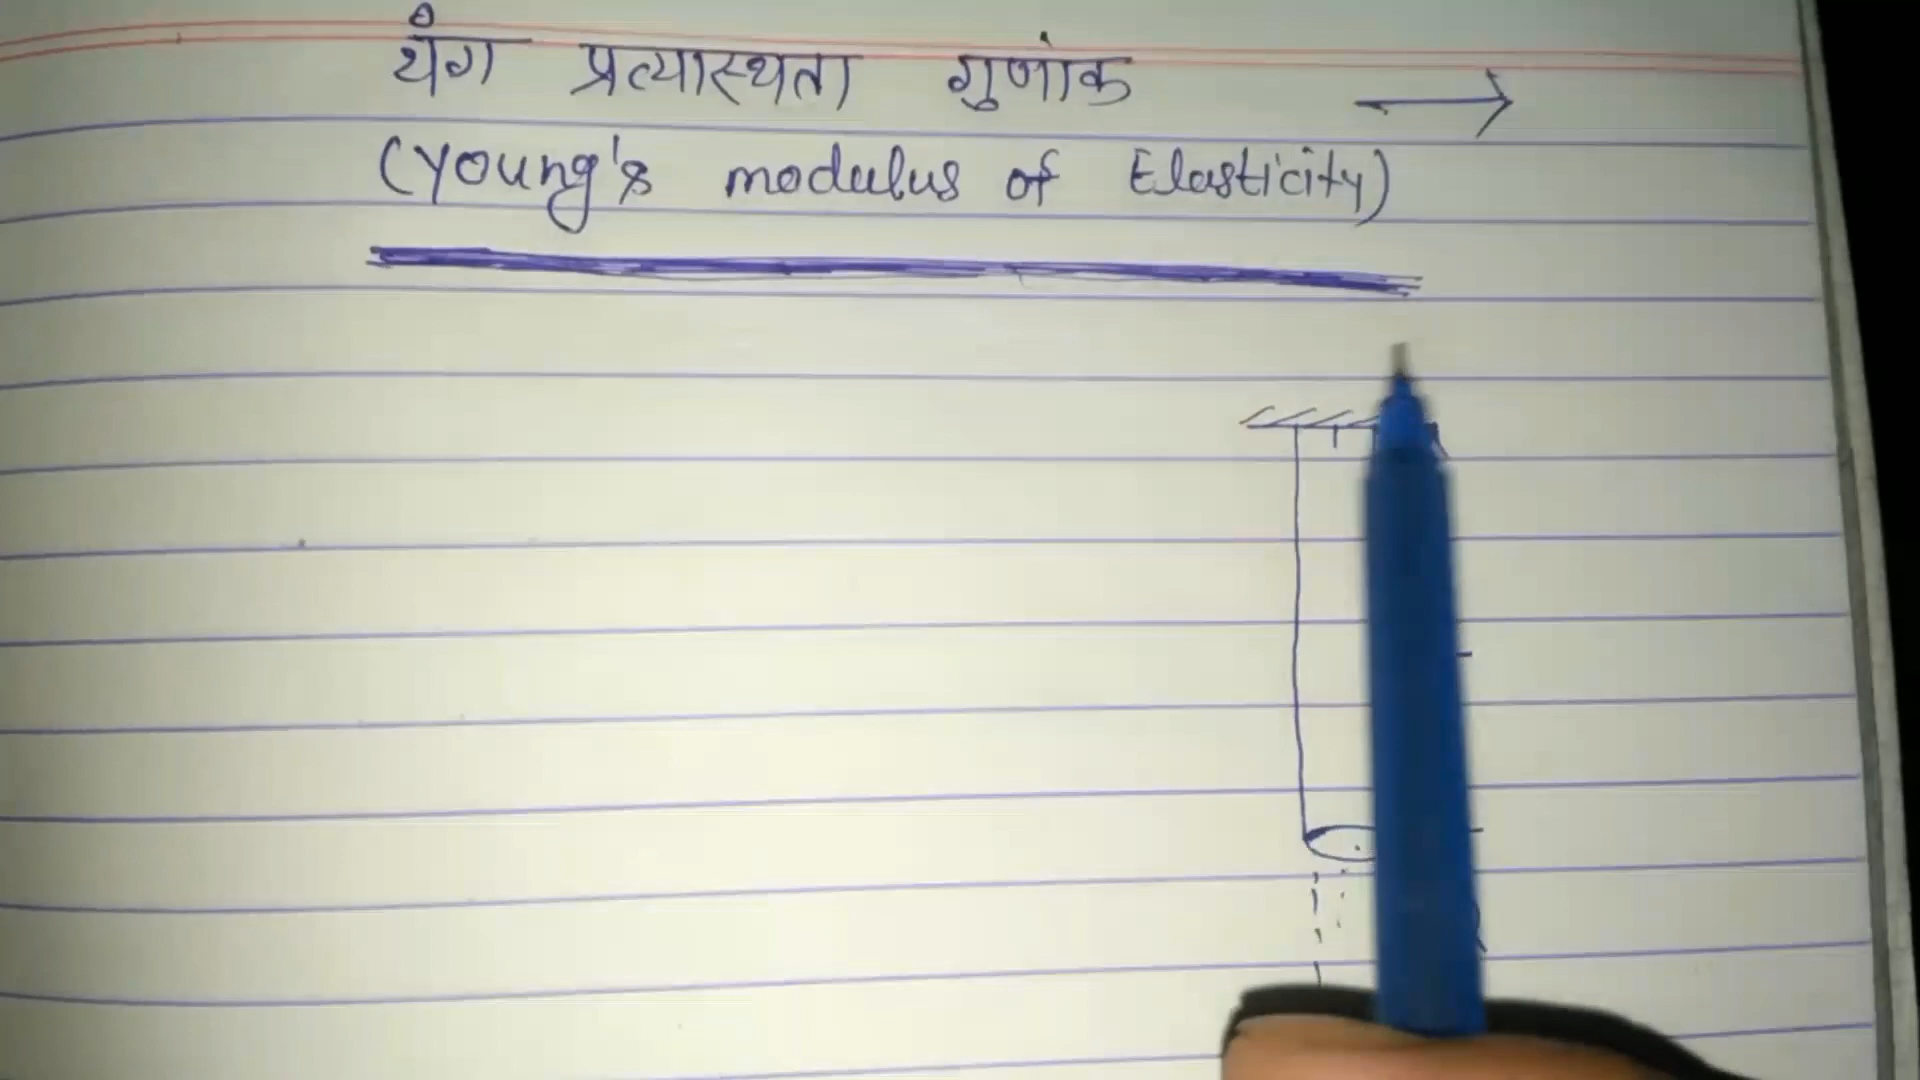 यंग प्रत्यास्थता गुणांक →
(Young's modulus of Elasticity)